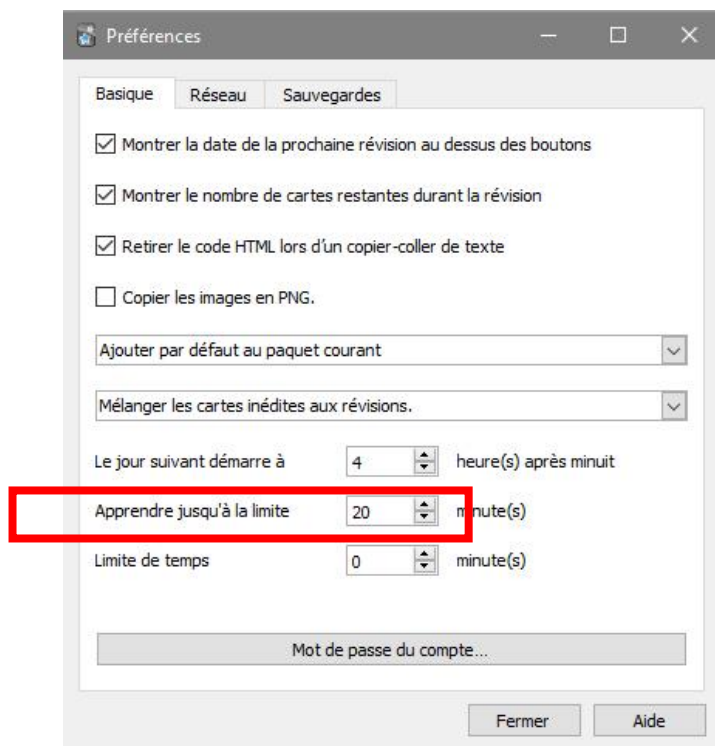 Préférences
Basique Réseau Sauvegardes
Montrer la date de la prochaine révision au dessus des boutons
Montrer le nombre de cartes restantes durant la révision
Retirer le code HTML lors d'un copier-coller de texte
Copier les images en PNG.
Ajouter par défaut au paquet courant
Mélanger les cartes inédites aux révisions.
Le jour suivant démarre à 4 heure(s) après minuit
Apprendre jusqu'à la limite 20 minute(s)
Limite de temps 0 minute(s)
Mot de passe du compte...
Fermer Aide